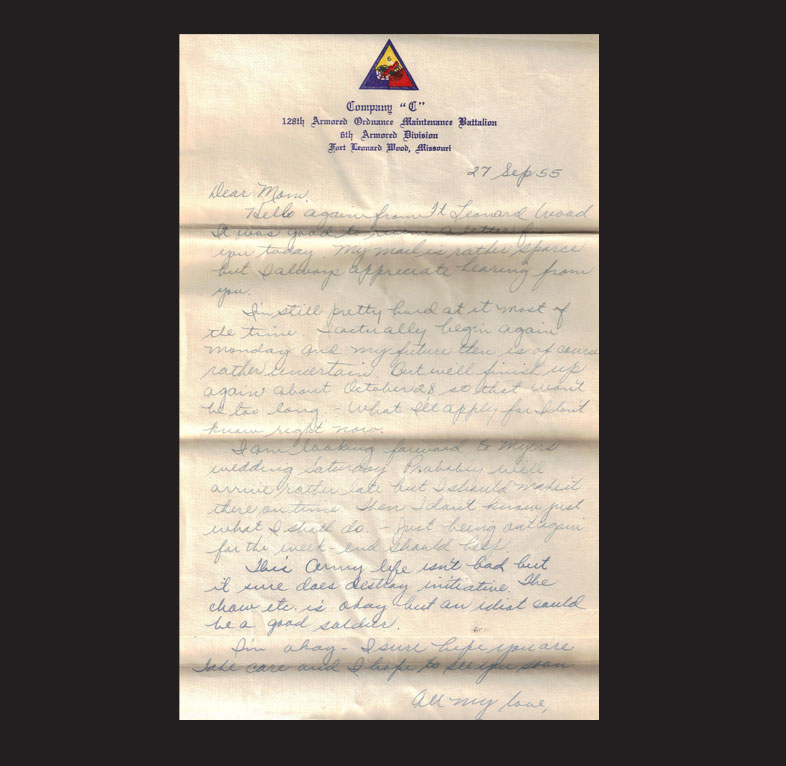 6
Company "C"
128th Armored Ordnance Maintenance Battalion
6th Armored Division
Fort Leonard Wood, Missouri
27 Sep 55
Dear Mom,
Hello again from Ft Leonard Wood
It was good to receive a letter from
you today. My mail is rather sparce
but I always appreciate hearing from
you.
I'm still pretty hard at it most of
the time. I actually begin again
Monday and my future then is of course
rather uncertain. But we'll finish up
again about October 28 so that won't
be too long. - What I'll apply for I don't
know right now.
I am looking forward to
wedding Saturday. Probably we'll
arrive rather late but I should make it
there on time. Then I don't know just
what I shall do. - just being out again
for the week-end should help.
This Army life isn't bad but
it sure does destroy initiative. The
chow etc. is okay but an idiot could
be a good soldier.
I'm okay - I sure hope you are
Take care and I hope to see you soon.
All my love,